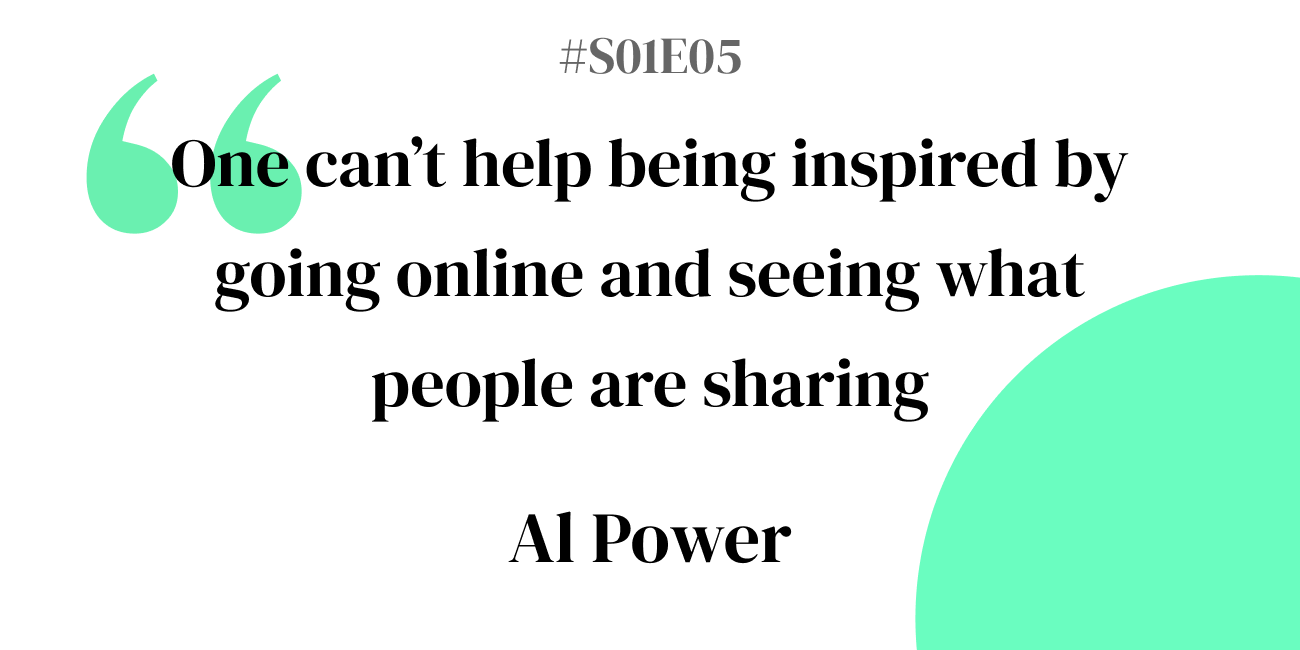 #S01E05
“
One can’t help being inspired by
going online and seeing what
people are sharing
Al Power